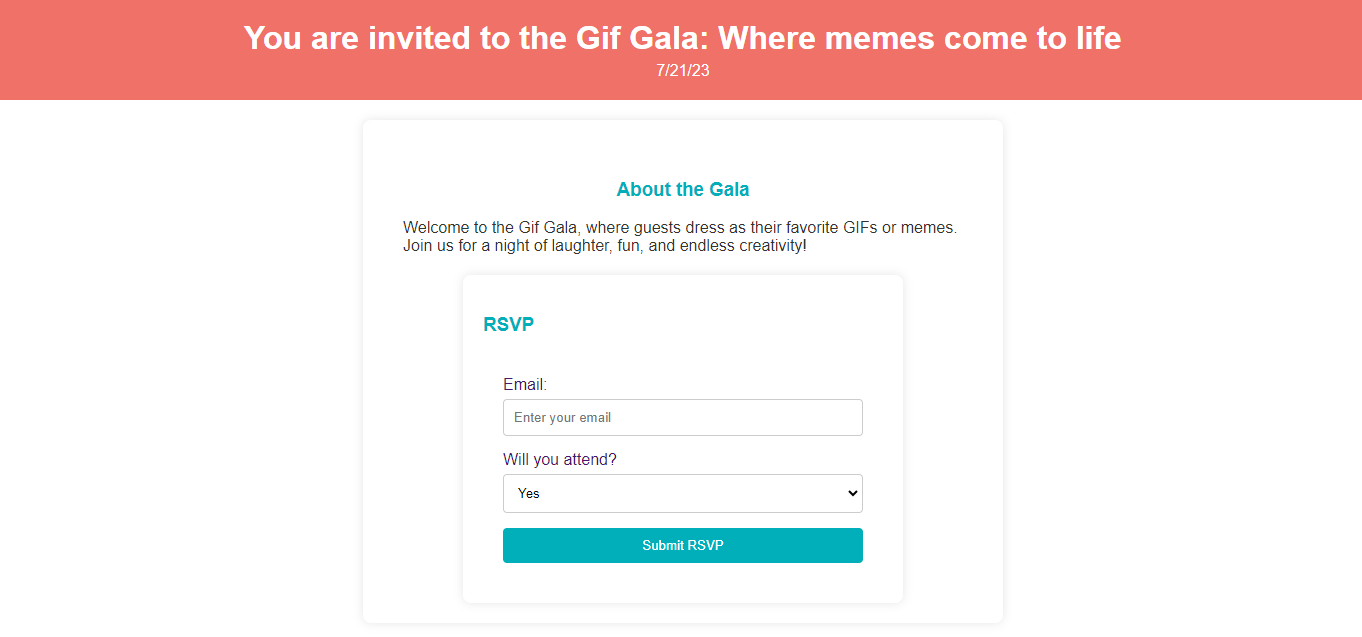 You are invited to the Gif Gala: Where memes come to life
7/21/23
About the Gala
Welcome to the Gif Gala, where guests dress as their favorite GIFs or memes.
Join us for a night of laughter, fun, and endless creativity!
RSVP
Email:
Enter your email
Will you attend?
Yes
Submit RSVP